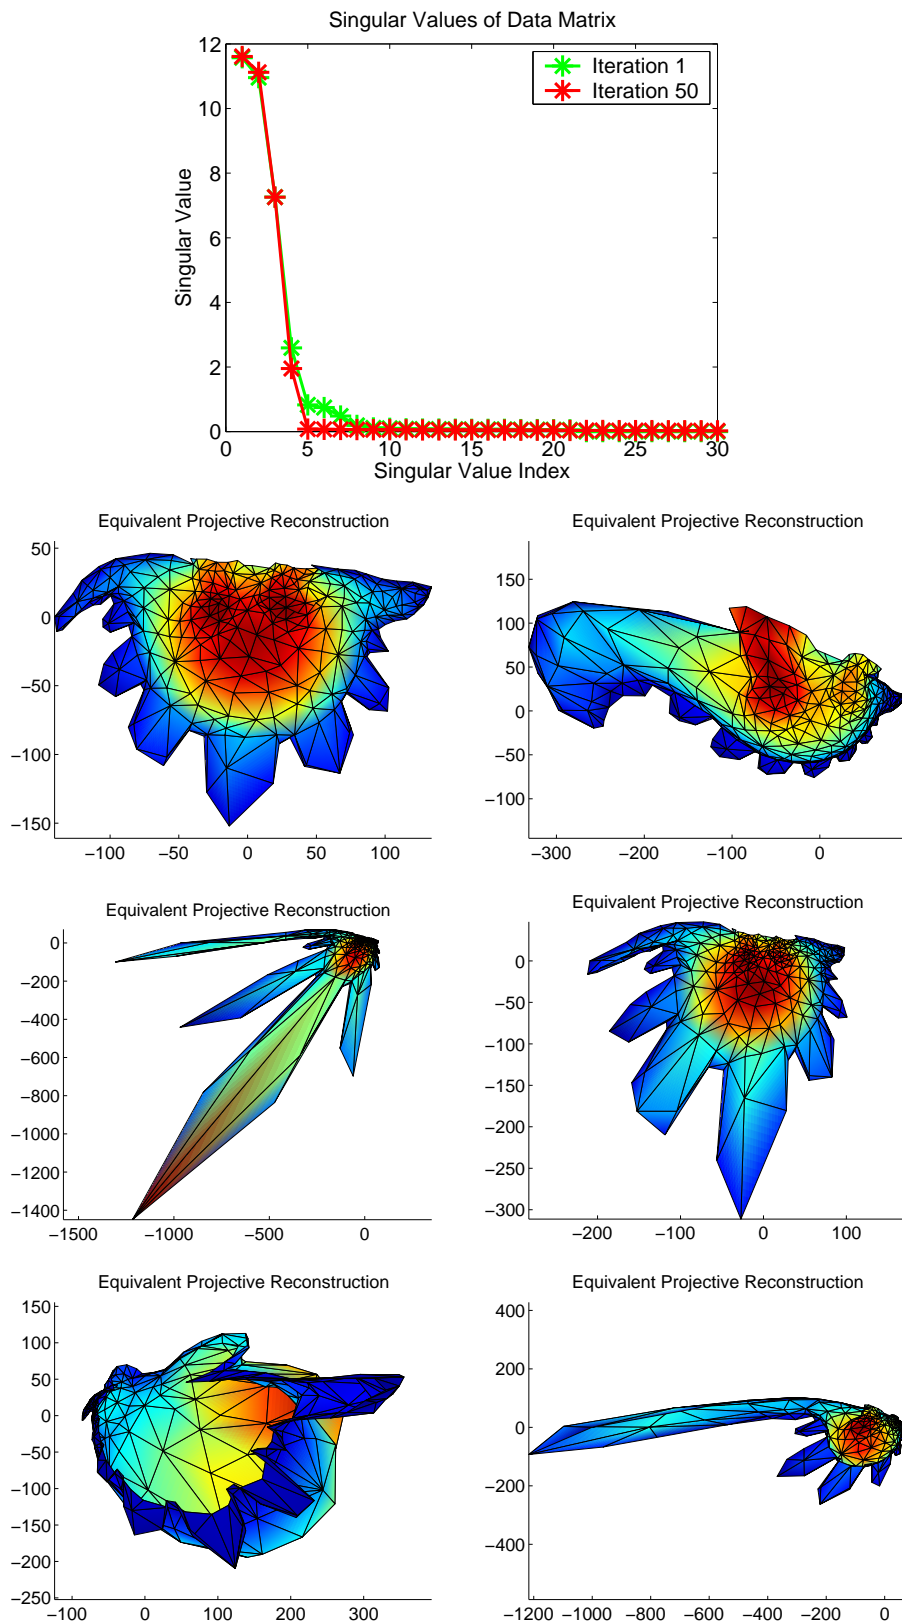 Singular Values of Data Matrix
12
10
8
6
4
2
0
Singular Value
Iteration 1
Iteration 50
0 5 10 15 20 25 30
Singular Value Index
Equivalent Projective Reconstruction
50
0
−50
−100
−150
−100 −50 0 50 100
Equivalent Projective Reconstruction
150
100
50
0
−50
−100
−300 −200 −100 0
Equivalent Projective Reconstruction
0
−200
−400
−600
−800
−1000
−1200
−1400
−1500 −1000 −500 0
Equivalent Projective Reconstruction
0
−50
−100
−150
−200
−250
−300
−200 −100 0 100
Equivalent Projective Reconstruction
150
100
50
0
−50
−100
−150
−200
−250
−100 0 100 200 300
Equivalent Projective Reconstruction
400
200
0
−200
−400
−1200 −1000 −800 −600 −400 −200 0